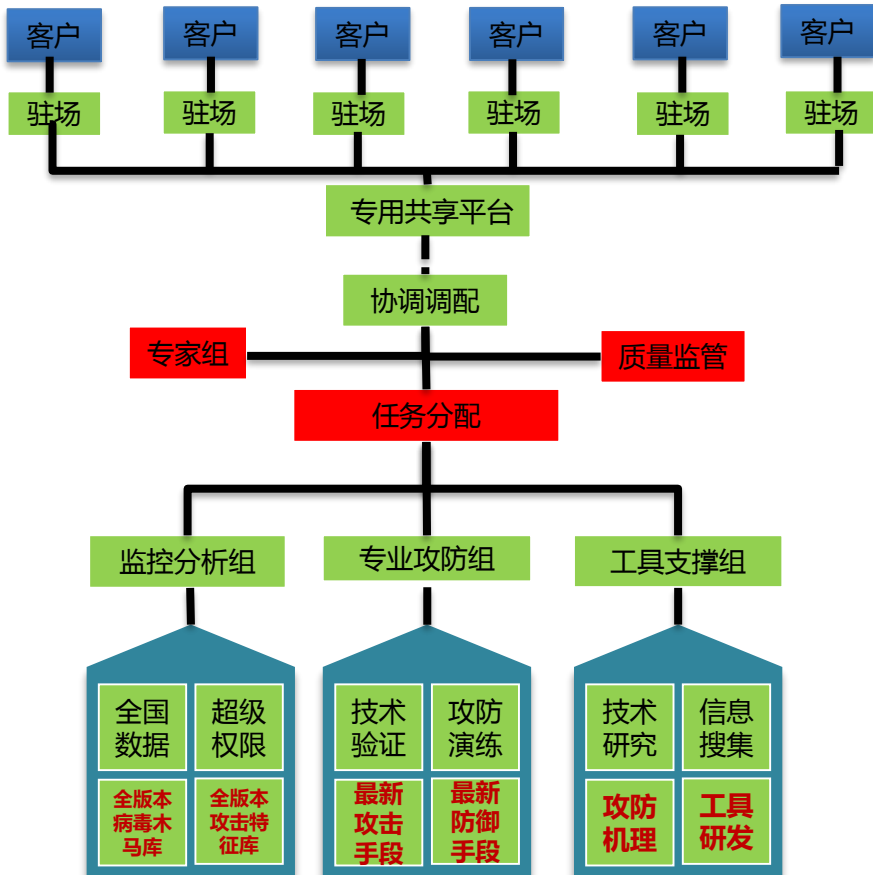 客户
客户
客户
客户
客户
客户
驻场
驻场
驻场
驻场
驻场
驻场
专用共享平台
协调调配
专家组
质量监管
任务分配
监控分析组
专业攻防组
工具支撑组
全国
数据
超级
权限
技术
验证
攻防
演练
技术
研究
信息
搜集
全版本
病毒木
马库
全版本
攻击特
征库
最新
攻击
手段
最新
防御
手段
攻防
机理
工具
研发